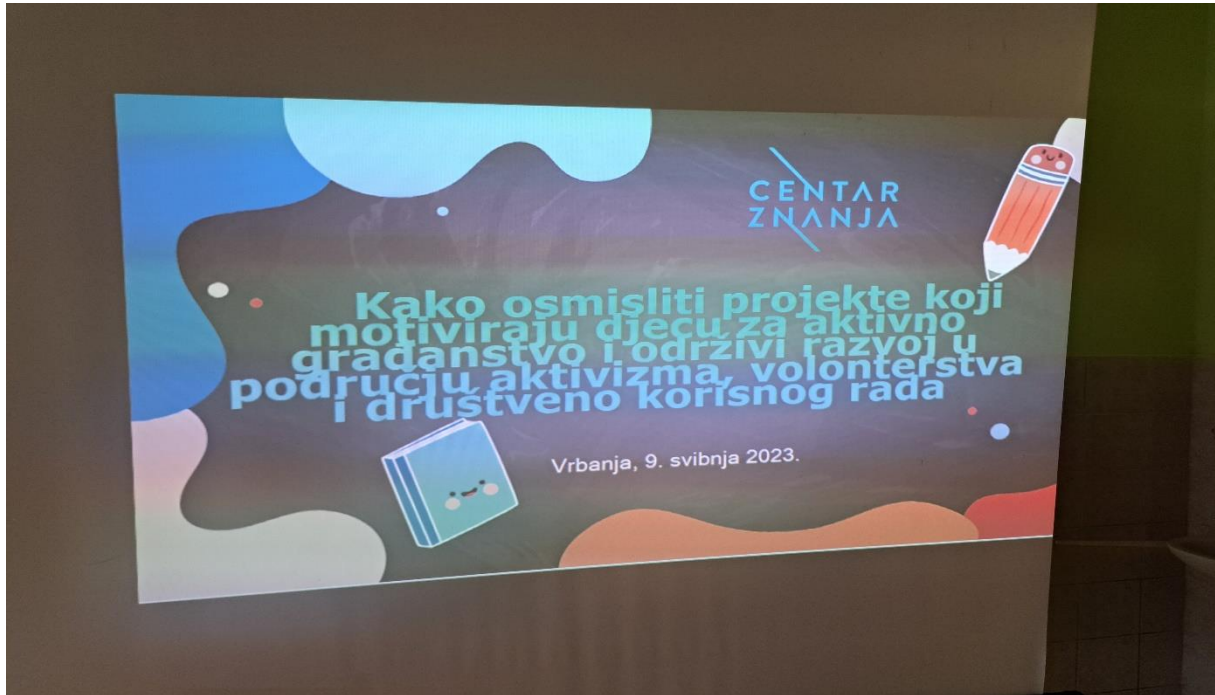 CENTAR
ZNANJA
Kako osmisliti projekte koji
motiviraju djecu za aktivno
građanstvo i održivi razvoj u
području aktivizma, volonterstva
i društveno korisnog rada
Vrbanja, 9. svibnja 2023.